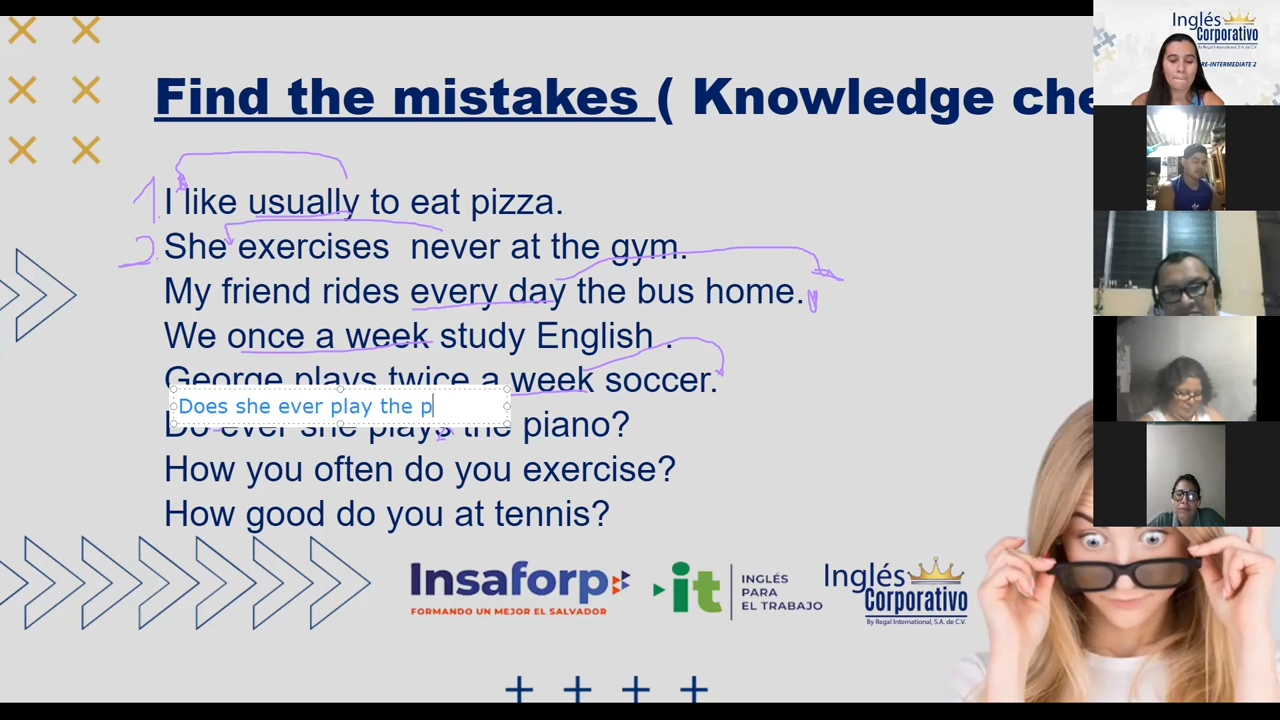 Find the mistakes ( Knowledge che
1.
I like usually to eat pizza.
2
She exercises never at the gym.
My friend rides every day the bus home.
We once a week study English .
George plays twice a week soccer.
Does she ever play the p
Do ever she plays the piano?
How you often do you exercise?
How good do you at tennis?
Insaforp
FORMANDO UN MEJOR EL SALVADOR
it
INGLÉS
PARA
EL TRABAJO
Inglés
Corporativo
By Regal International, S.A. de C.V.
Inglés
Corporativo
By Regal International, S.A. de C.V.
RE-INTERMEDIATE 2